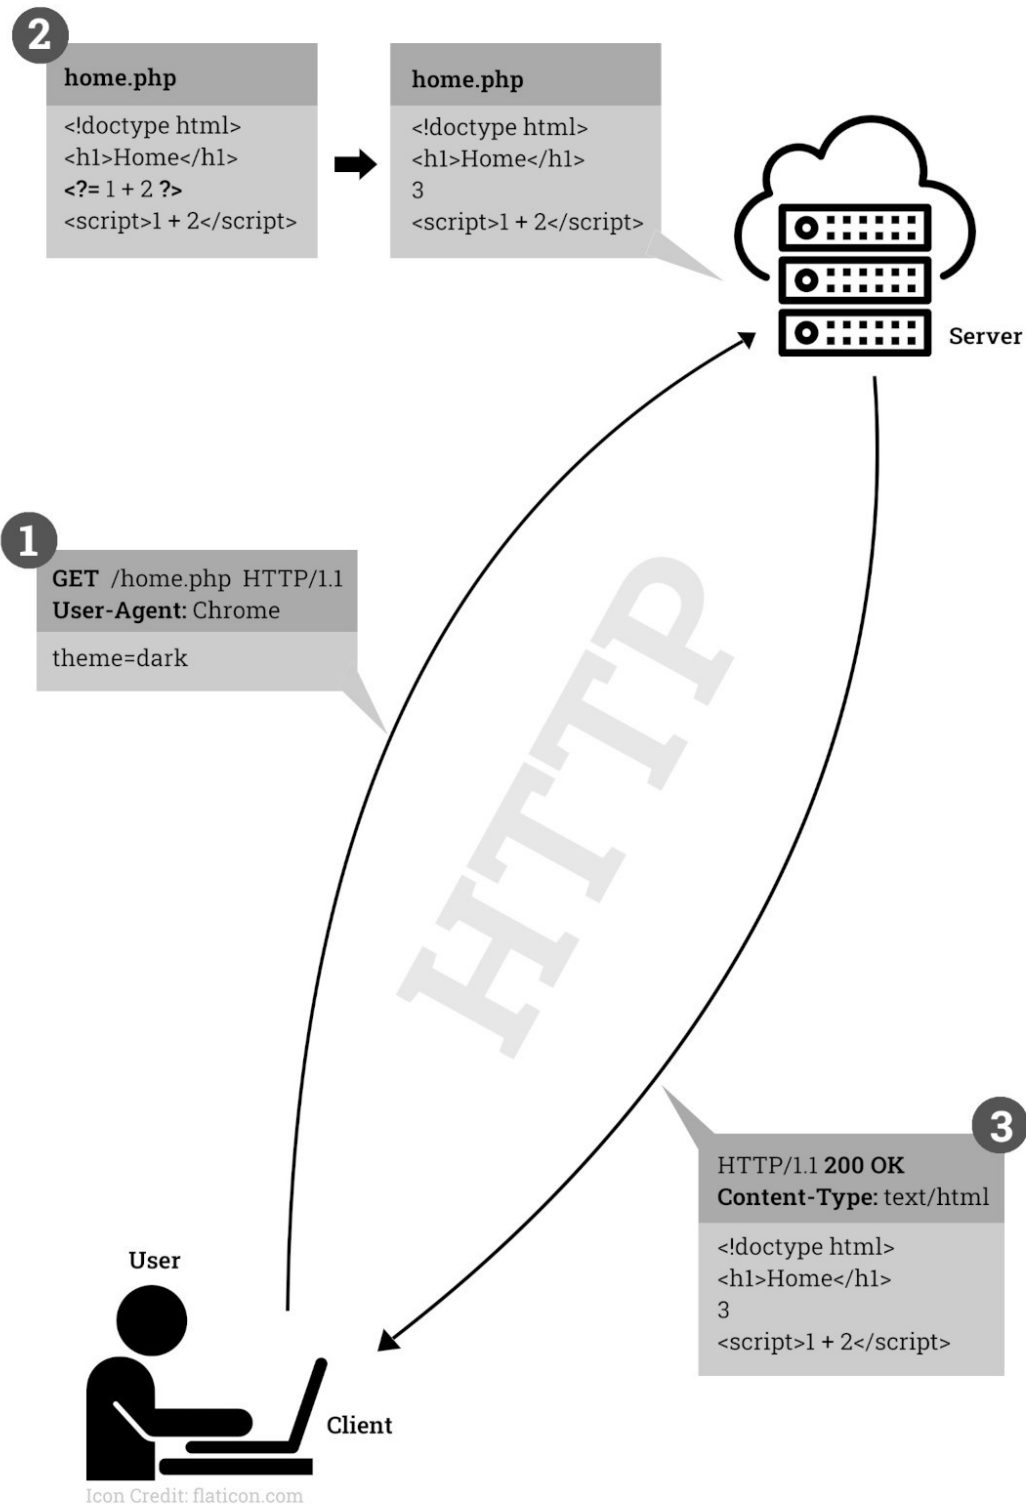 2
home.php
<!doctype html>
<h1>Home</h1>
<?= 1 + 2 ?>
<script>1 + 2</script>
home.php
<!doctype html>
<h1>Home</h1>
3
<script>1 + 2</script>
Server
1
GET /home.php HTTP/1.1
User-Agent: Chrome
theme=dark
HTTP
3
HTTP/1.1 200 OK
Content-Type: text/html
<!doctype html>
<h1>Home</h1>
3
<script>1 + 2</script>
User
Client
Icon Credit: flaticon.com